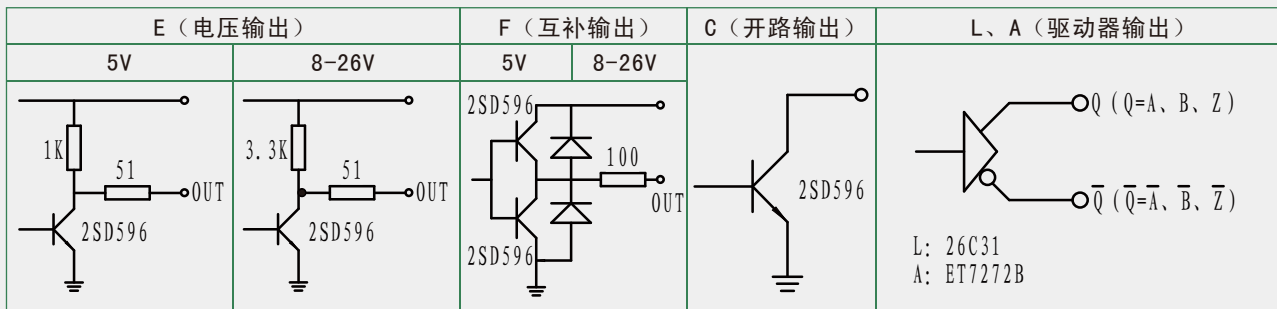 E（电压输出）
F（互补输出）
C（开路输出）
L、A（驱动器输出）
5V
8-26V
5V
8-26V
1K
51
OUT
2SD596
3.3K
51
OUT
2SD596
2SD596
100
OUT
2SD596
2SD596
Q（Q=A、B、Z）
Q̅（Q̅=A̅、B̅、Z̅）
L: 26C31
A: ET7272B